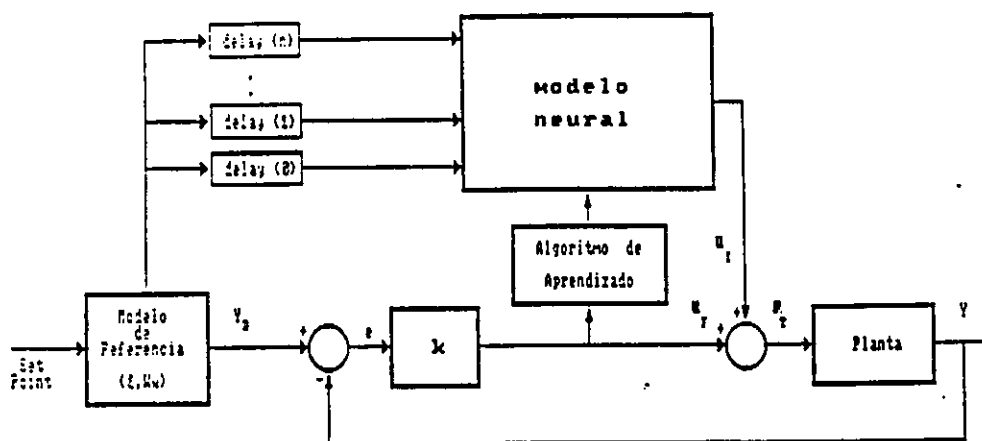 delay (n)
Modelo
neural
delay (1)
delay (0)
Algoritmo de
Aprendizado
Modelo
de
Referencia
Set
Point
+
-
e
k
+
+
Planta
Y